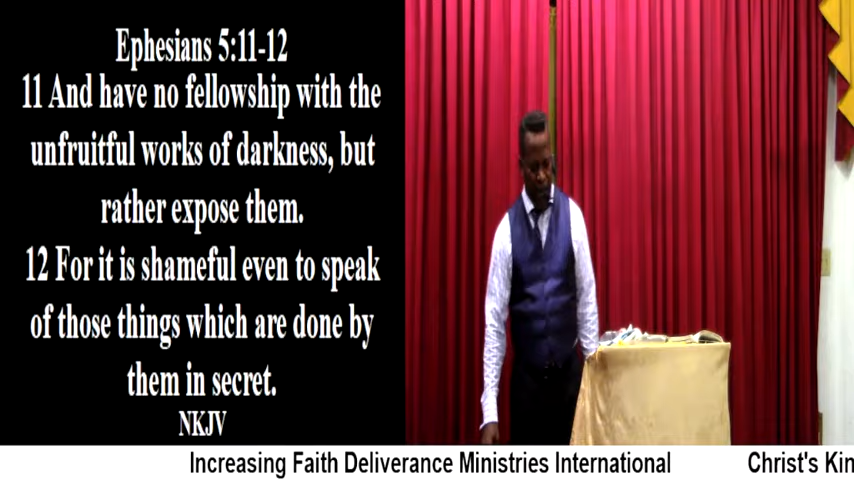 Ephesians 5:11-12
11 And have no fellowship with the
unfruitful works of darkness, but
rather expose them.
12 For it is shameful even to speak
of those things which are done by
them in secret.
NKJV
Increasing Faith Deliverance Ministries International Christ's Kin